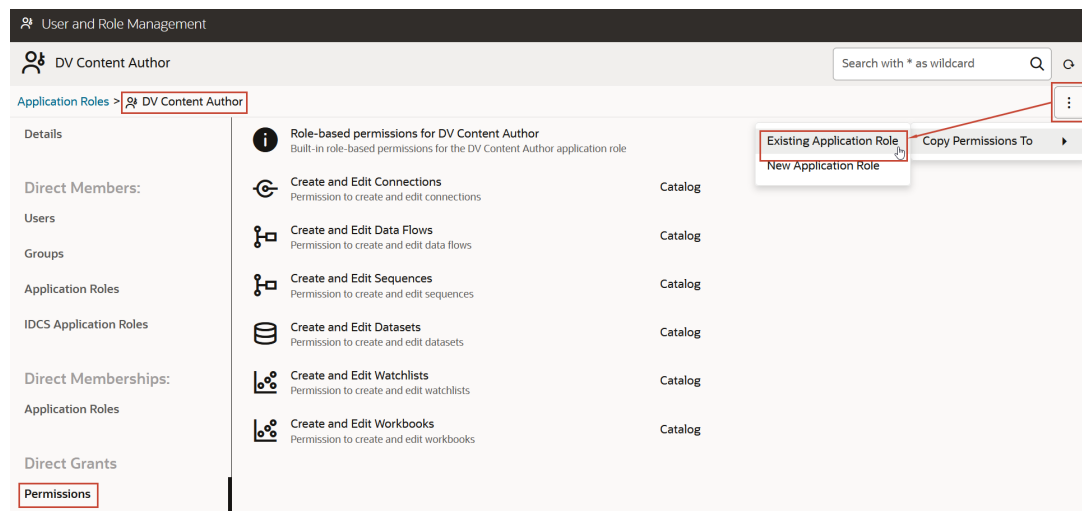 User and Role Management
DV Content Author
Search with * as wildcard
Application Roles > DV Content Author
Details
Direct Members:
Users
Groups
Application Roles
IDCS Application Roles
Direct Memberships:
Application Roles
Direct Grants
Permissions
Role-based permissions for DV Content Author
Built-in role-based permissions for the DV Content Author application role
Create and Edit Connections
Permission to create and edit connections
Catalog
Create and Edit Data Flows
Permission to create and edit data flows
Catalog
Create and Edit Sequences
Permission to create and edit sequences
Catalog
Create and Edit Datasets
Permission to create and edit datasets
Catalog
Create and Edit Watchlists
Permission to create and edit watchlists
Catalog
Create and Edit Workbooks
Permission to create and edit workbooks
Catalog
Existing Application Role
New Application Role
Copy Permissions To